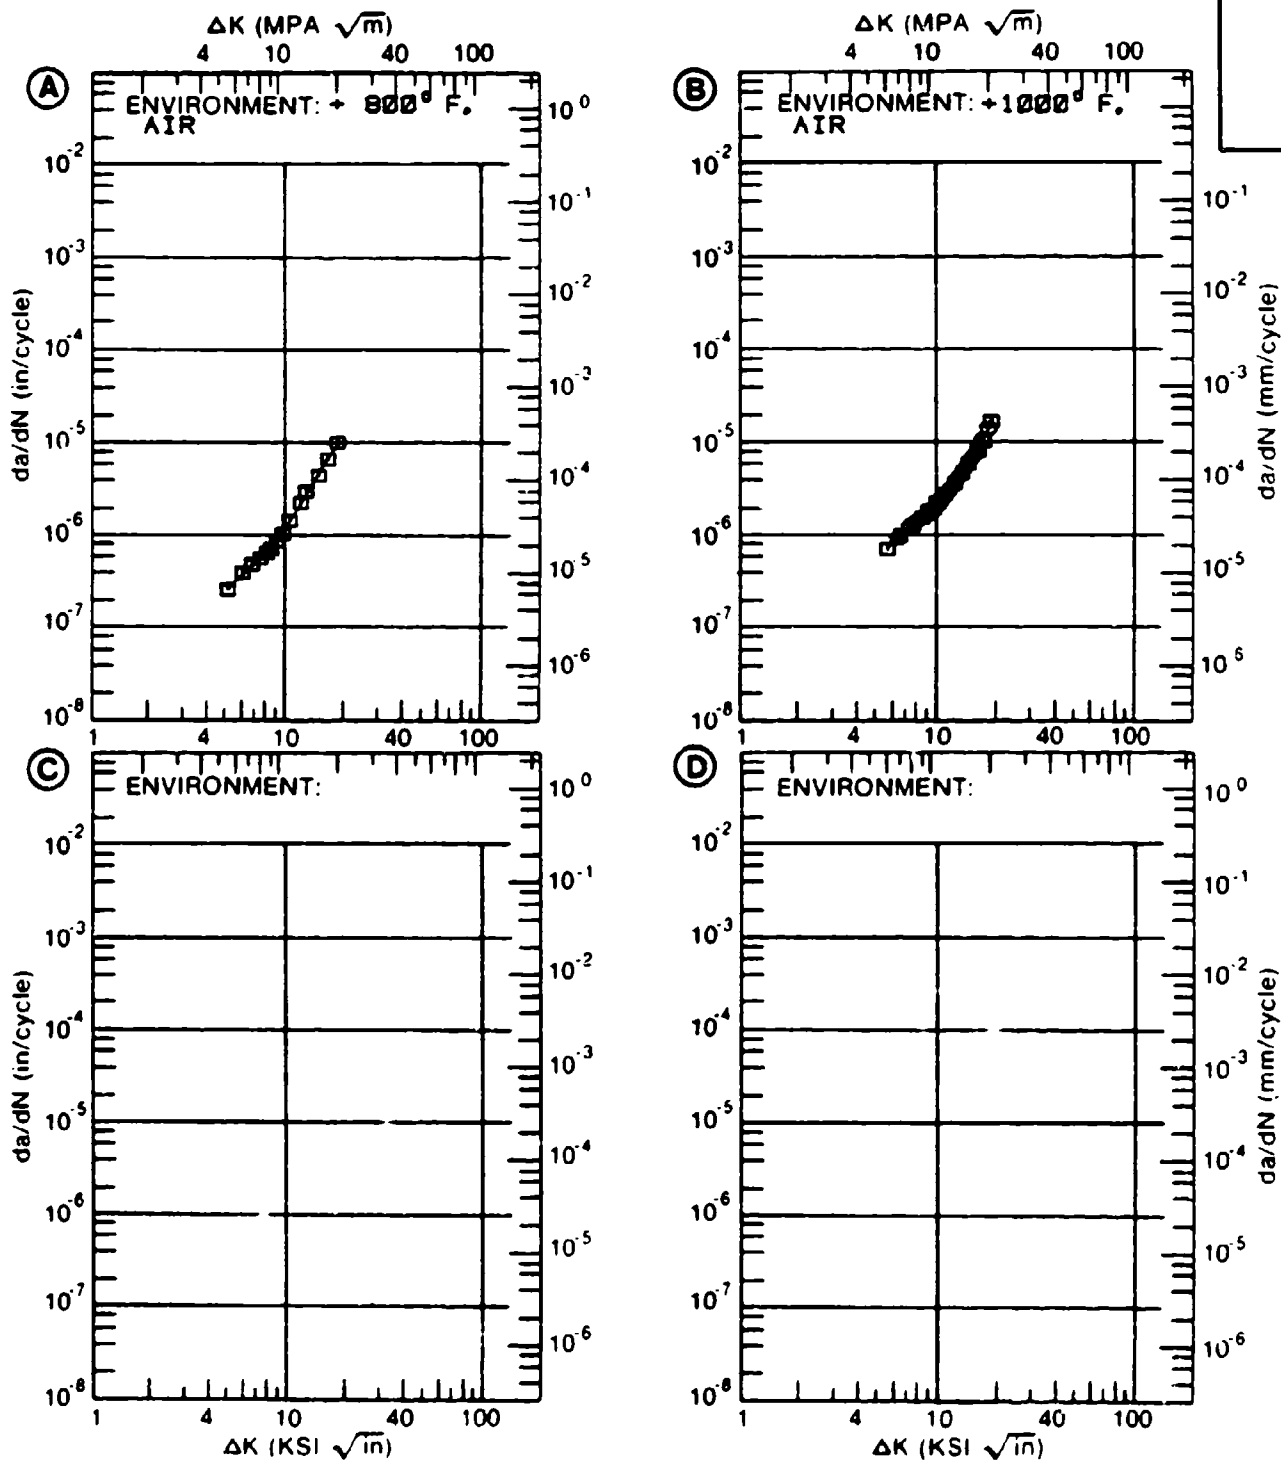 ΔK (MPA √m) ΔK (MPA √m)
4 10 40 100 4 10 40 100
A ENVIRONMENT: + 800° F. B ENVIRONMENT: +1000° F.
AIR AIR
10^0
10^-2 10^-2
10^-1 10^-1
10^-3 10^-3
10^-2 10^-2
10^-4 10^-4
10^-3 10^-3
10^-5 10^-5
10^-4 10^-4
10^-6 10^-6
10^-5 10^-5
10^-7 10^-7
10^-6 10^6
10^-8 10^-8
da/dN (in/cycle) da/dN (mm/cycle)
1 4 10 40 100 1 4 10 40 100
C ENVIRONMENT: D ENVIRONMENT:
10^0 10^0
10^-2 10^-2
10^-1 10^-1
10^-3 10^-3
10^-2 10^-2
10^-4 10^-4
10^-3 10^-3
10^-5 10^-5
10^-4 10^-4
10^-6 10^-6
10^-5 10^-5
10^-7 10^-7
10^-6 10^-6
10^-8 10^-8
da/dN (in/cycle) da/dN (mm/cycle)
1 4 10 40 100 1 4 10 40 100
ΔK (KSI √in) ΔK (KSI √in)